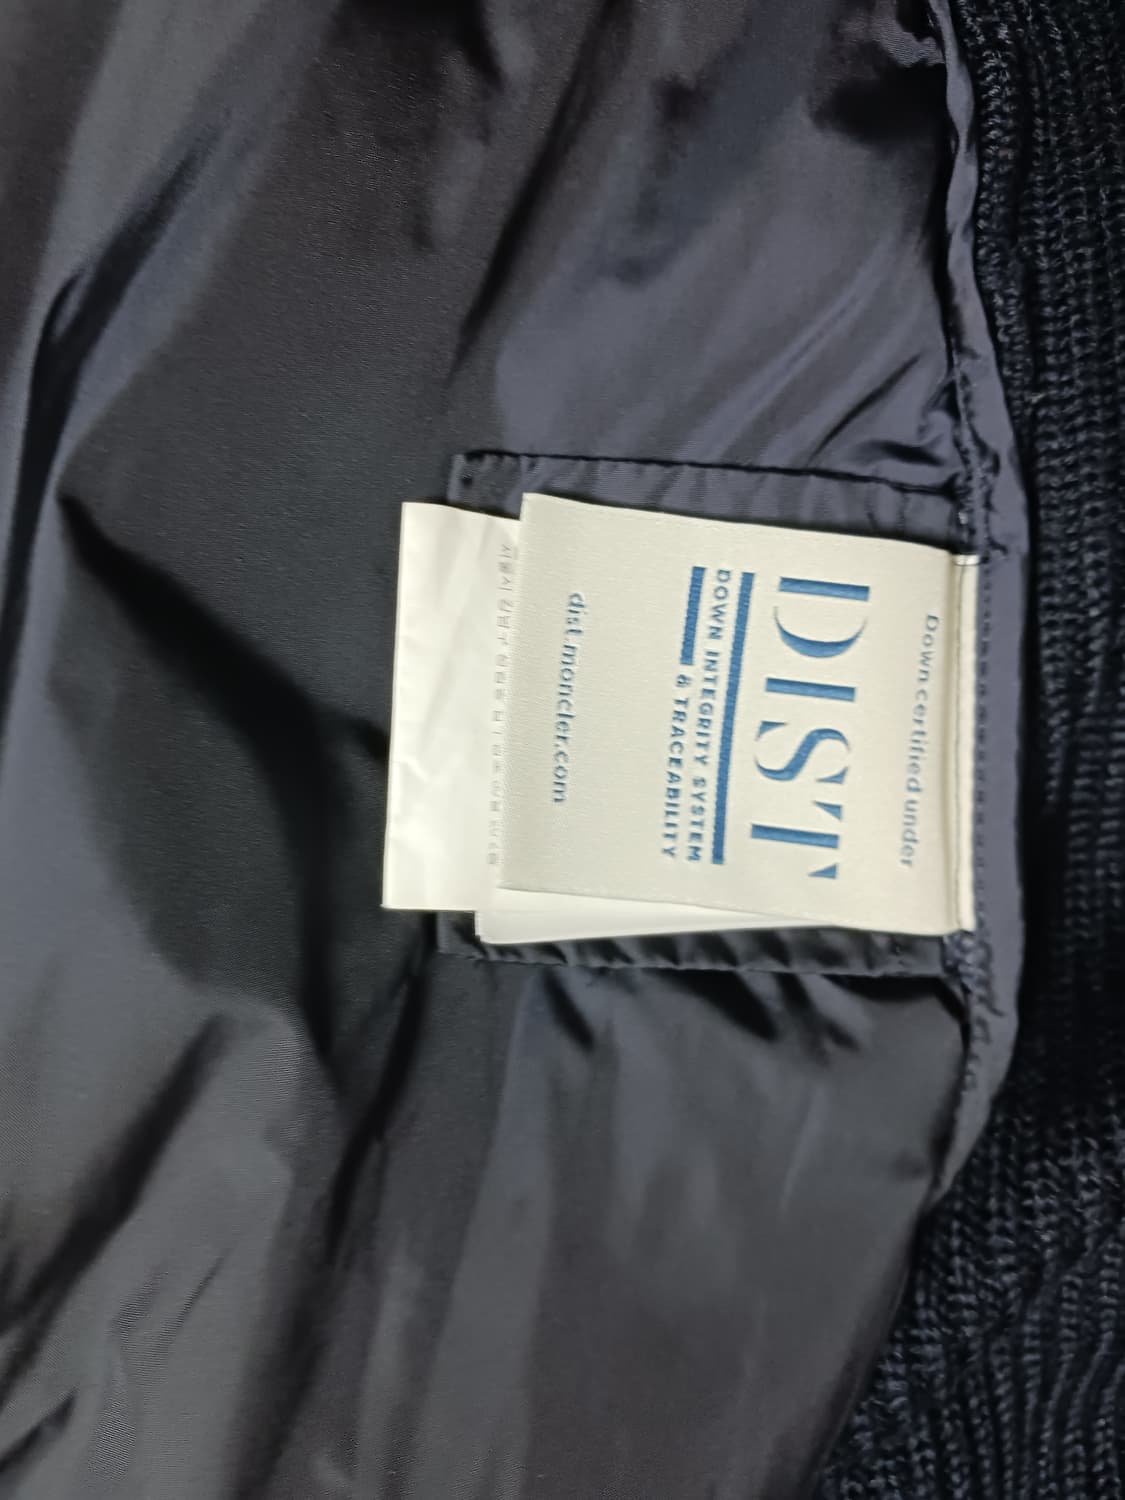 Down certified under
DIST
DOWN INTEGRITY SYSTEM
& TRACEABILITY
dist.moncler.com